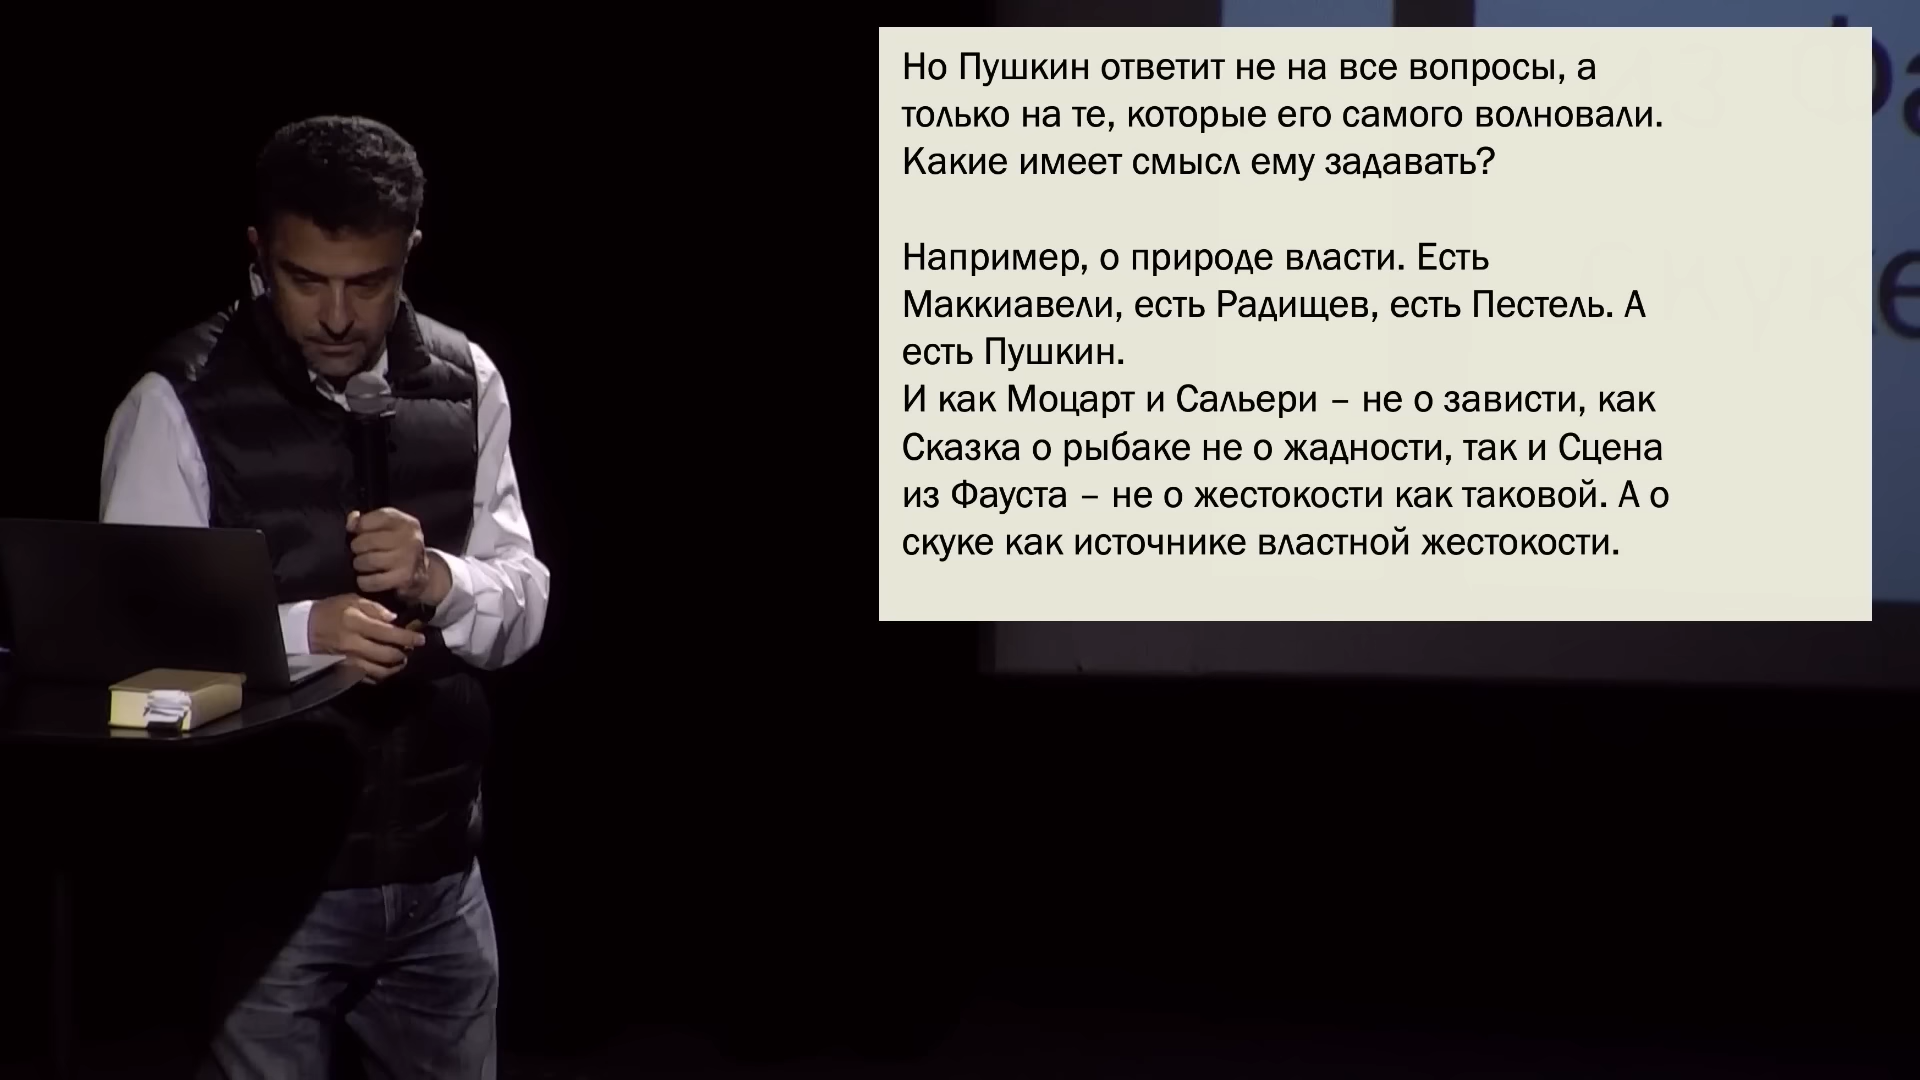 Но Пушкин ответит не на все вопросы, а
только на те, которые его самого волновали.
Какие имеет смысл ему задавать?
Например, о природе власти. Есть
Маккиавели, есть Радищев, есть Пестель. А
есть Пушкин.
И как Моцарт и Сальери – не о зависти, как
Сказка о рыбаке не о жадности, так и Сцена
из Фауста – не о жестокости как таковой. А о
скуке как источнике властной жестокости.